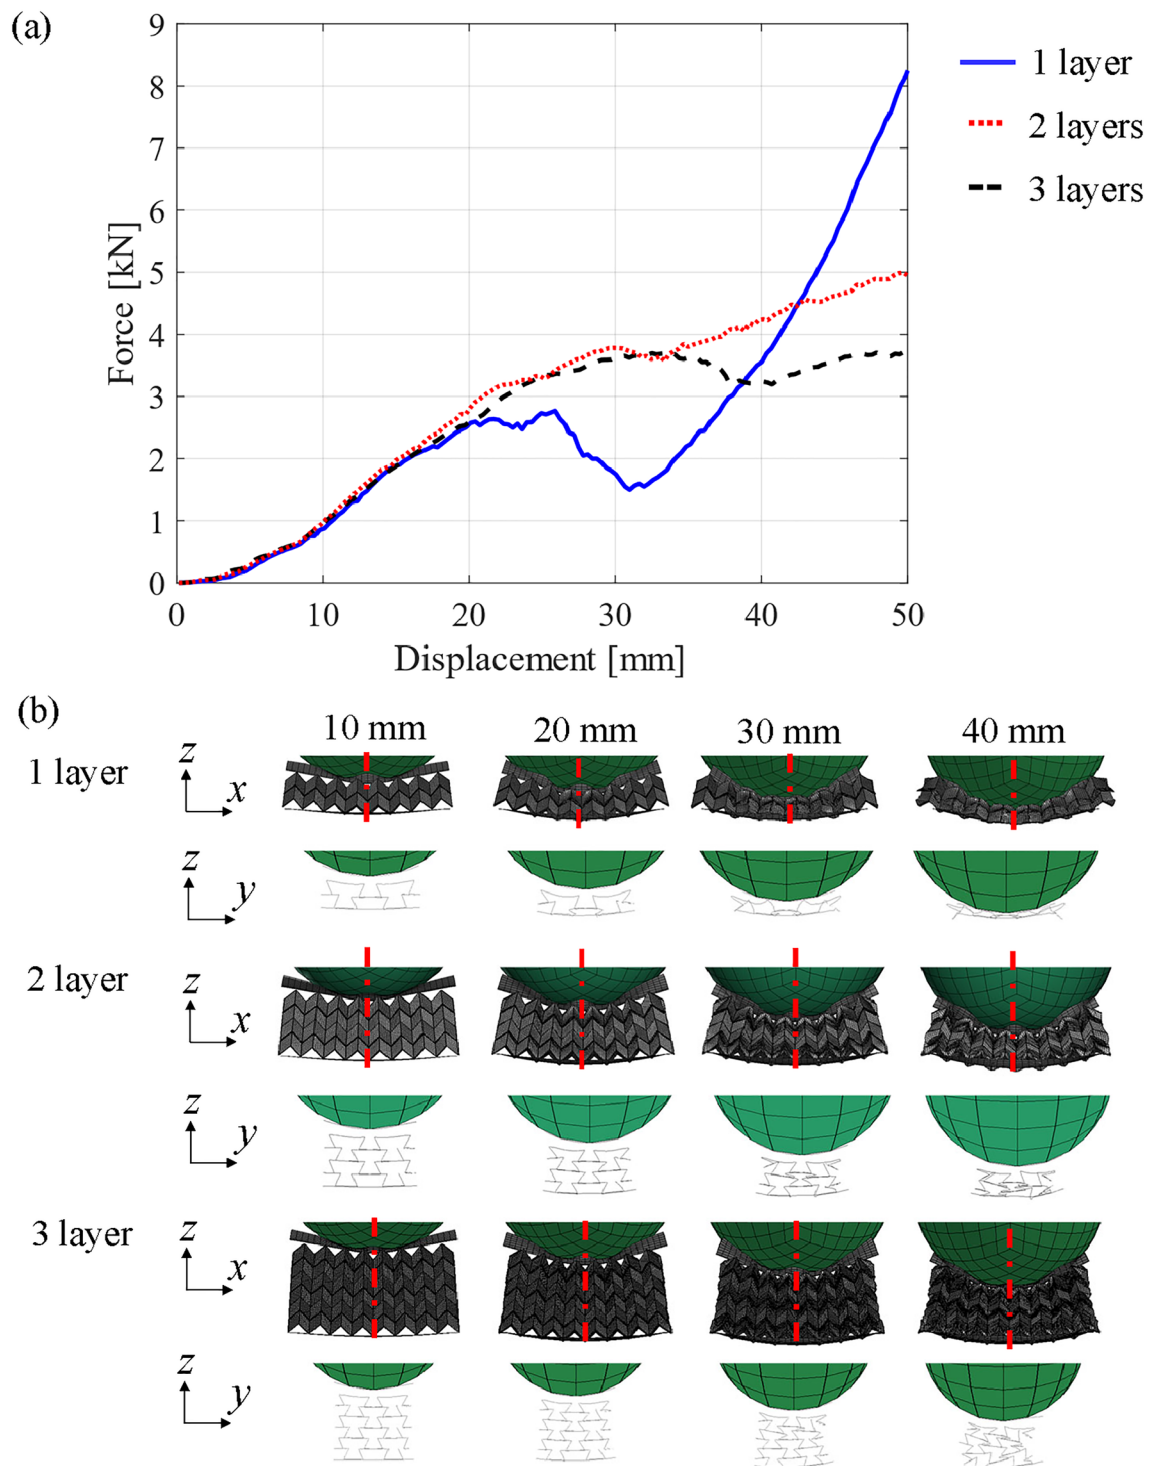 (a)
9
8
7
6
5
4
3
2
1
0
Force [kN]
0 10 20 30 40 50
Displacement [mm]
1 layer
2 layers
3 layers
(b)
10 mm 20 mm 30 mm 40 mm
1 layer
z
x
z
y
2 layer
z
x
z
y
3 layer
z
x
z
y